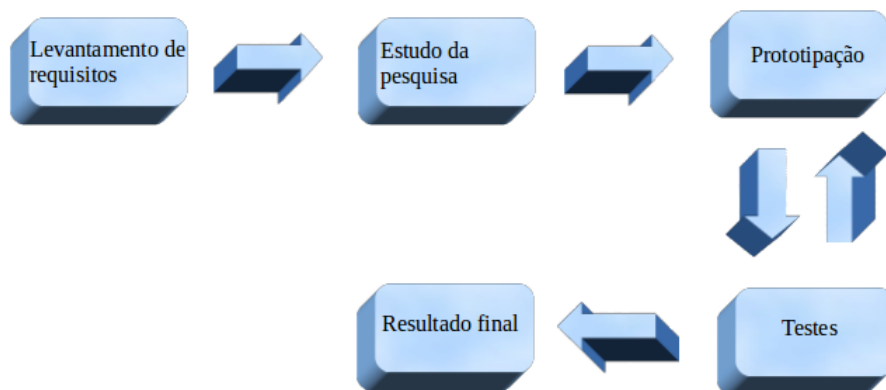 Levantamento de
requisitos
Estudo da
pesquisa
Prototipação
Resultado final
Testes